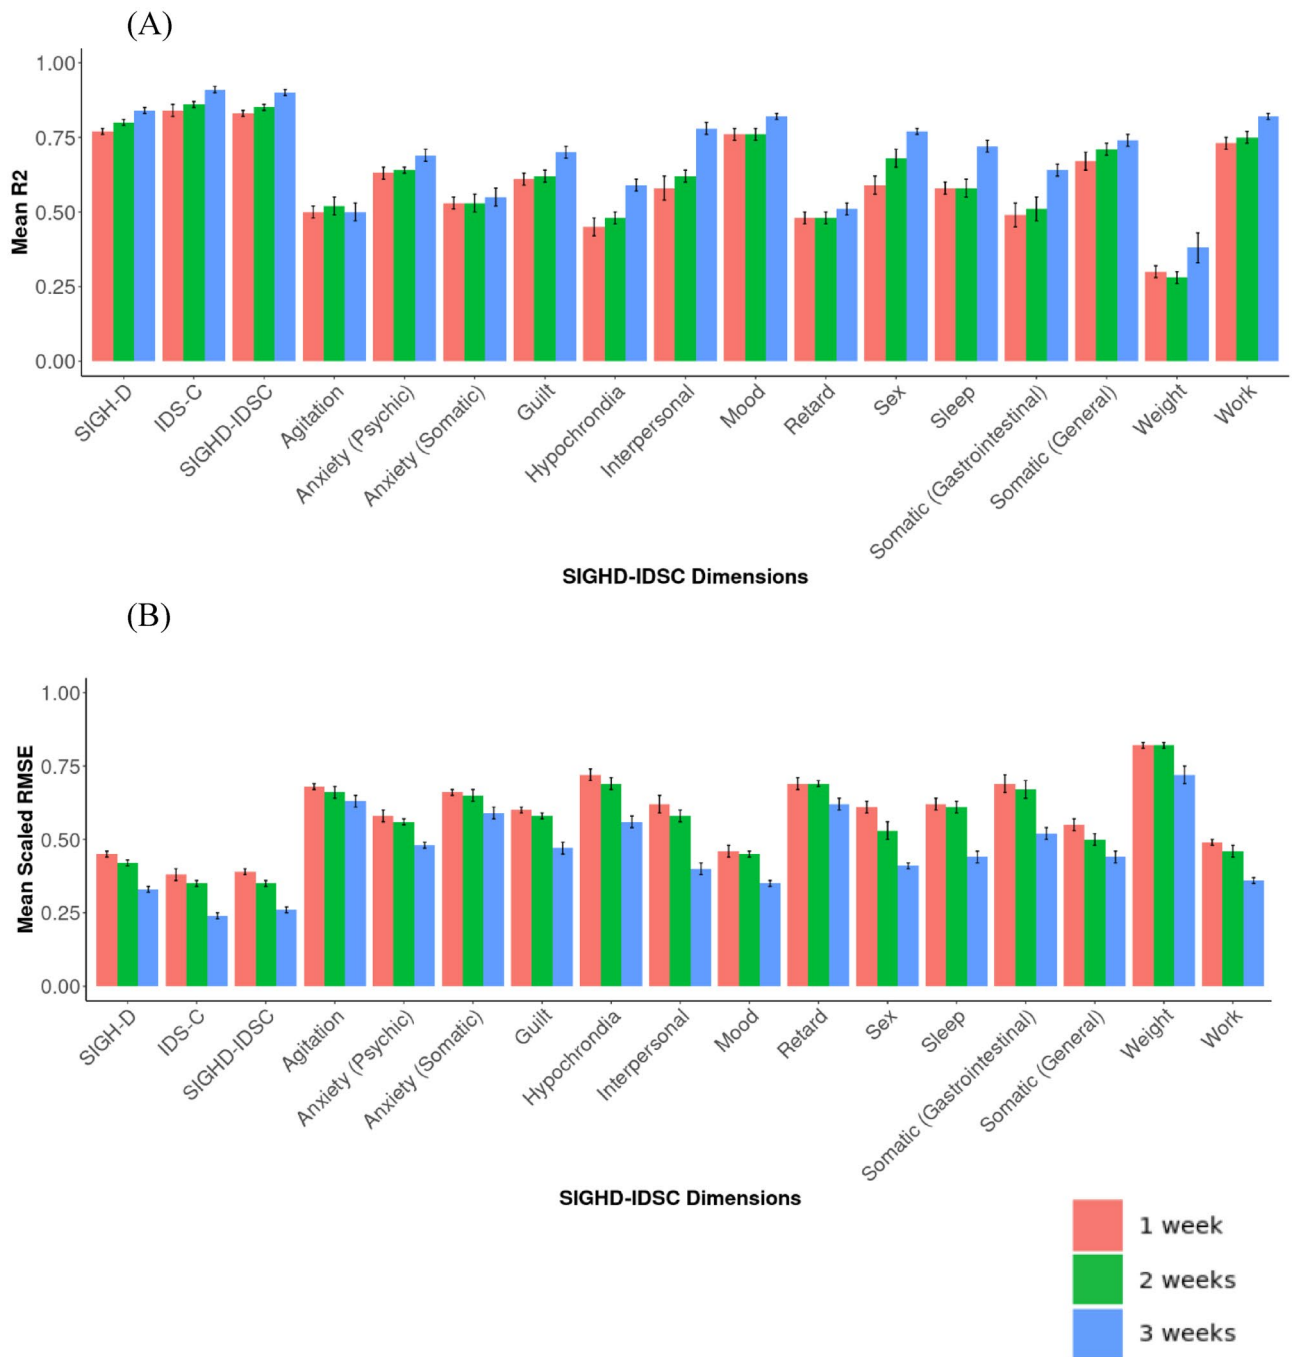 (A)
1.00
0.75
0.50
0.25
0.00
Mean R2
SIGH-D
IDS-C
SIGHD-IDSC
Agitation
Anxiety (Psychic)
Anxiety (Somatic)
Guilt
Hypochrondia
Interpersonal
Mood
Retard
Sex
Sleep
Somatic (Gastrointestinal)
Somatic (General)
Weight
Work
SIGHD-IDSC Dimensions
(B)
1.00
0.75
0.50
0.25
0.00
Mean Scaled RMSE
SIGH-D
IDS-C
SIGHD-IDSC
Agitation
Anxiety (Psychic)
Anxiety (Somatic)
Guilt
Hypochrondia
Interpersonal
Mood
Retard
Sex
Sleep
Somatic (Gastrointestinal)
Somatic (General)
Weight
Work
SIGHD-IDSC Dimensions
1 week
2 weeks
3 weeks